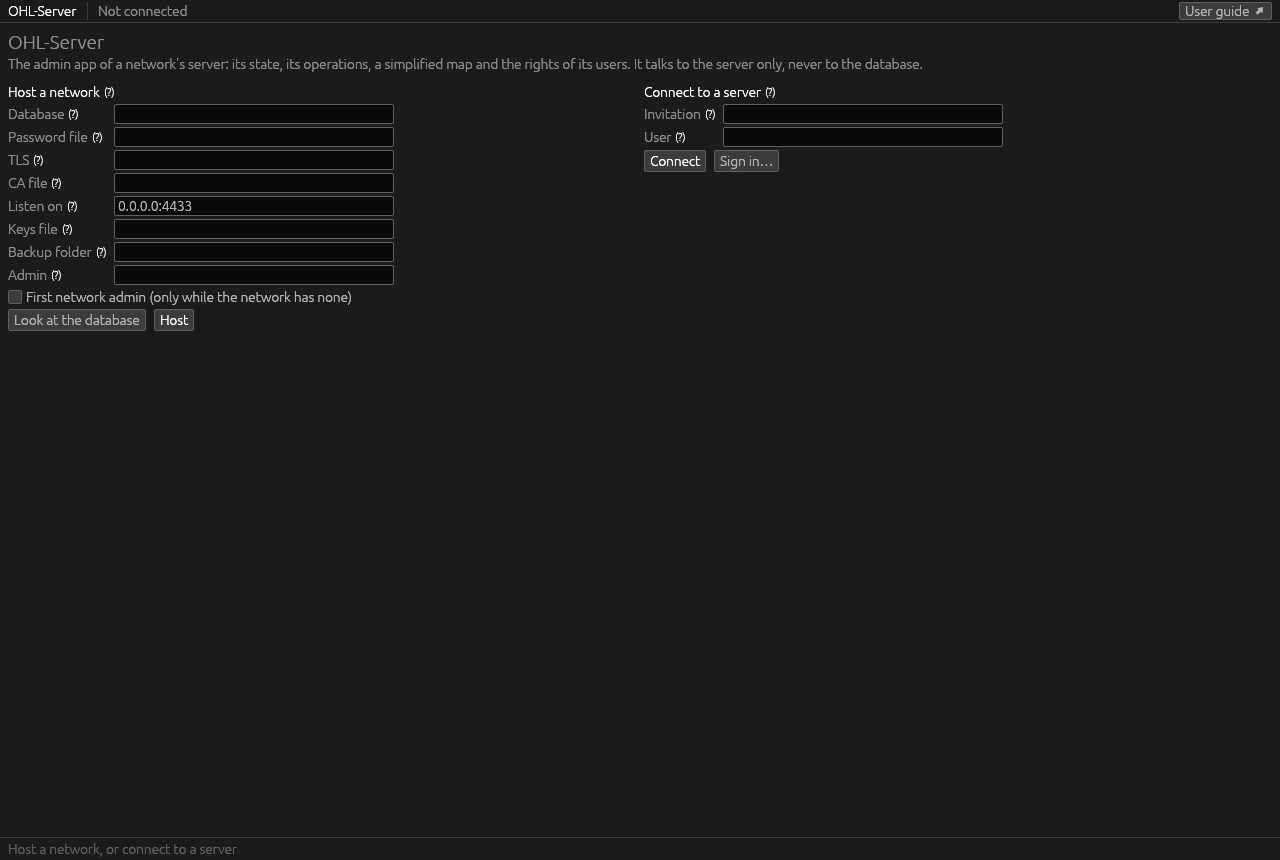 OHL-Server
Not connected
User guide
OHL-Server
The admin app of a network's server: its state, its operations, a simplified map and the rights of its users. It talks to the server only, never to the database.
Host a network (?)
Database (?)
Password file (?)
TLS (?)
CA file (?)
Listen on (?) 0.0.0.0:4433
Keys file (?)
Backup folder (?)
Admin (?)
First network admin (only while the network has none)
Look at the database Host
Connect to a server (?)
Invitation (?)
User (?)
Connect Sign in...
Host a network, or connect to a server